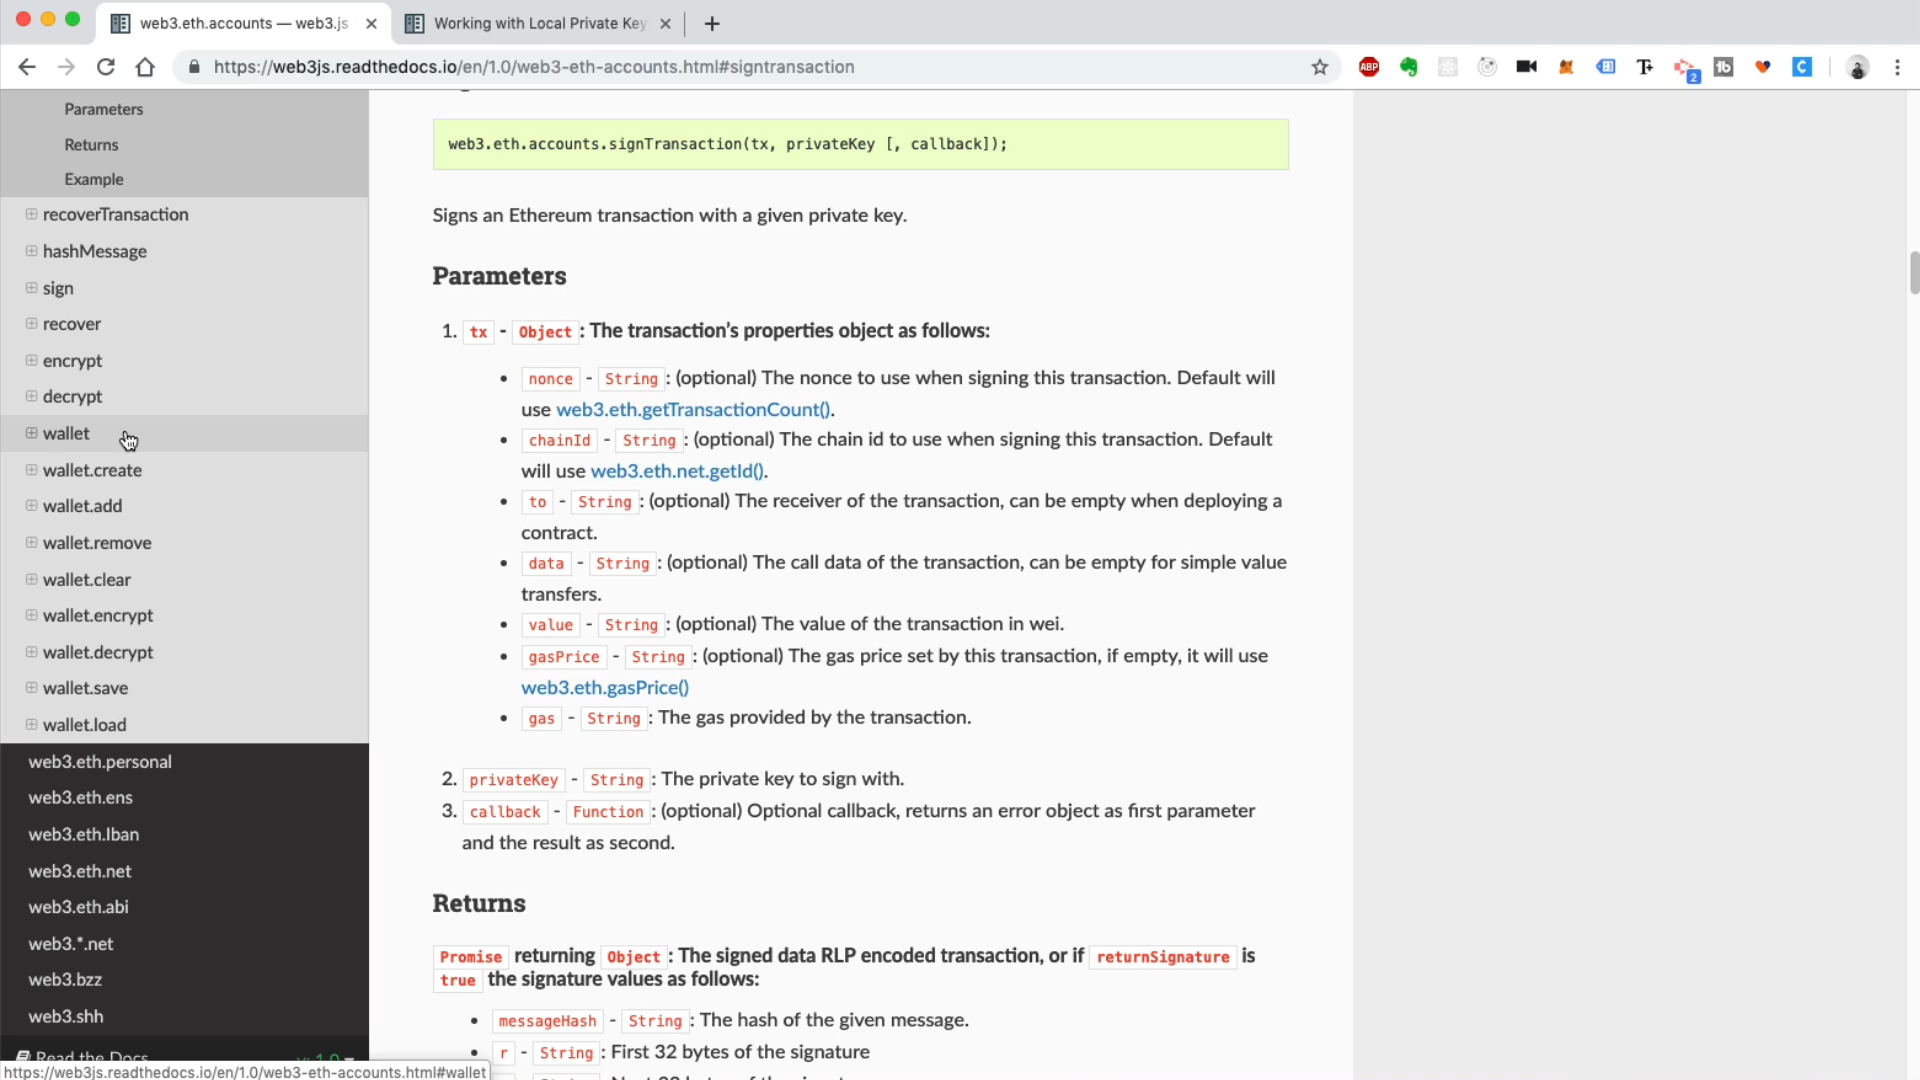 web3.eth.accounts — web3.js
Working with Local Private Key
https://web3js.readthedocs.io/en/1.0/web3-eth-accounts.html#signtransaction
ABP
2
Parameters
Returns
Example
recoverTransaction
hashMessage
sign
recover
encrypt
decrypt
wallet
wallet.create
wallet.add
wallet.remove
wallet.clear
wallet.encrypt
wallet.decrypt
wallet.save
wallet.load
web3.eth.personal
web3.eth.ens
web3.eth.Iban
web3.eth.net
web3.eth.abi
web3.*.net
web3.bzz
web3.shh
Read the Docs
https://web3js.readthedocs.io/en/1.0/web3-eth-accounts.html#wallet
web3.eth.accounts.signTransaction(tx, privateKey [, callback]);
Signs an Ethereum transaction with a given private key.
Parameters
1. tx - Object : The transaction's properties object as follows:
• nonce - String : (optional) The nonce to use when signing this transaction. Default will
use web3.eth.getTransactionCount().
• chainId - String : (optional) The chain id to use when signing this transaction. Default
will use web3.eth.net.getId().
• to - String : (optional) The receiver of the transaction, can be empty when deploying a
contract.
• data - String : (optional) The call data of the transaction, can be empty for simple value
transfers.
• value - String : (optional) The value of the transaction in wei.
• gasPrice - String : (optional) The gas price set by this transaction, if empty, it will use
web3.eth.gasPrice()
• gas - String : The gas provided by the transaction.
2. privateKey - String : The private key to sign with.
3. callback - Function : (optional) Optional callback, returns an error object as first parameter
and the result as second.
Returns
Promise returning Object : The signed data RLP encoded transaction, or if returnSignature is
true the signature values as follows:
• messageHash - String : The hash of the given message.
• r - String : First 32 bytes of the signature